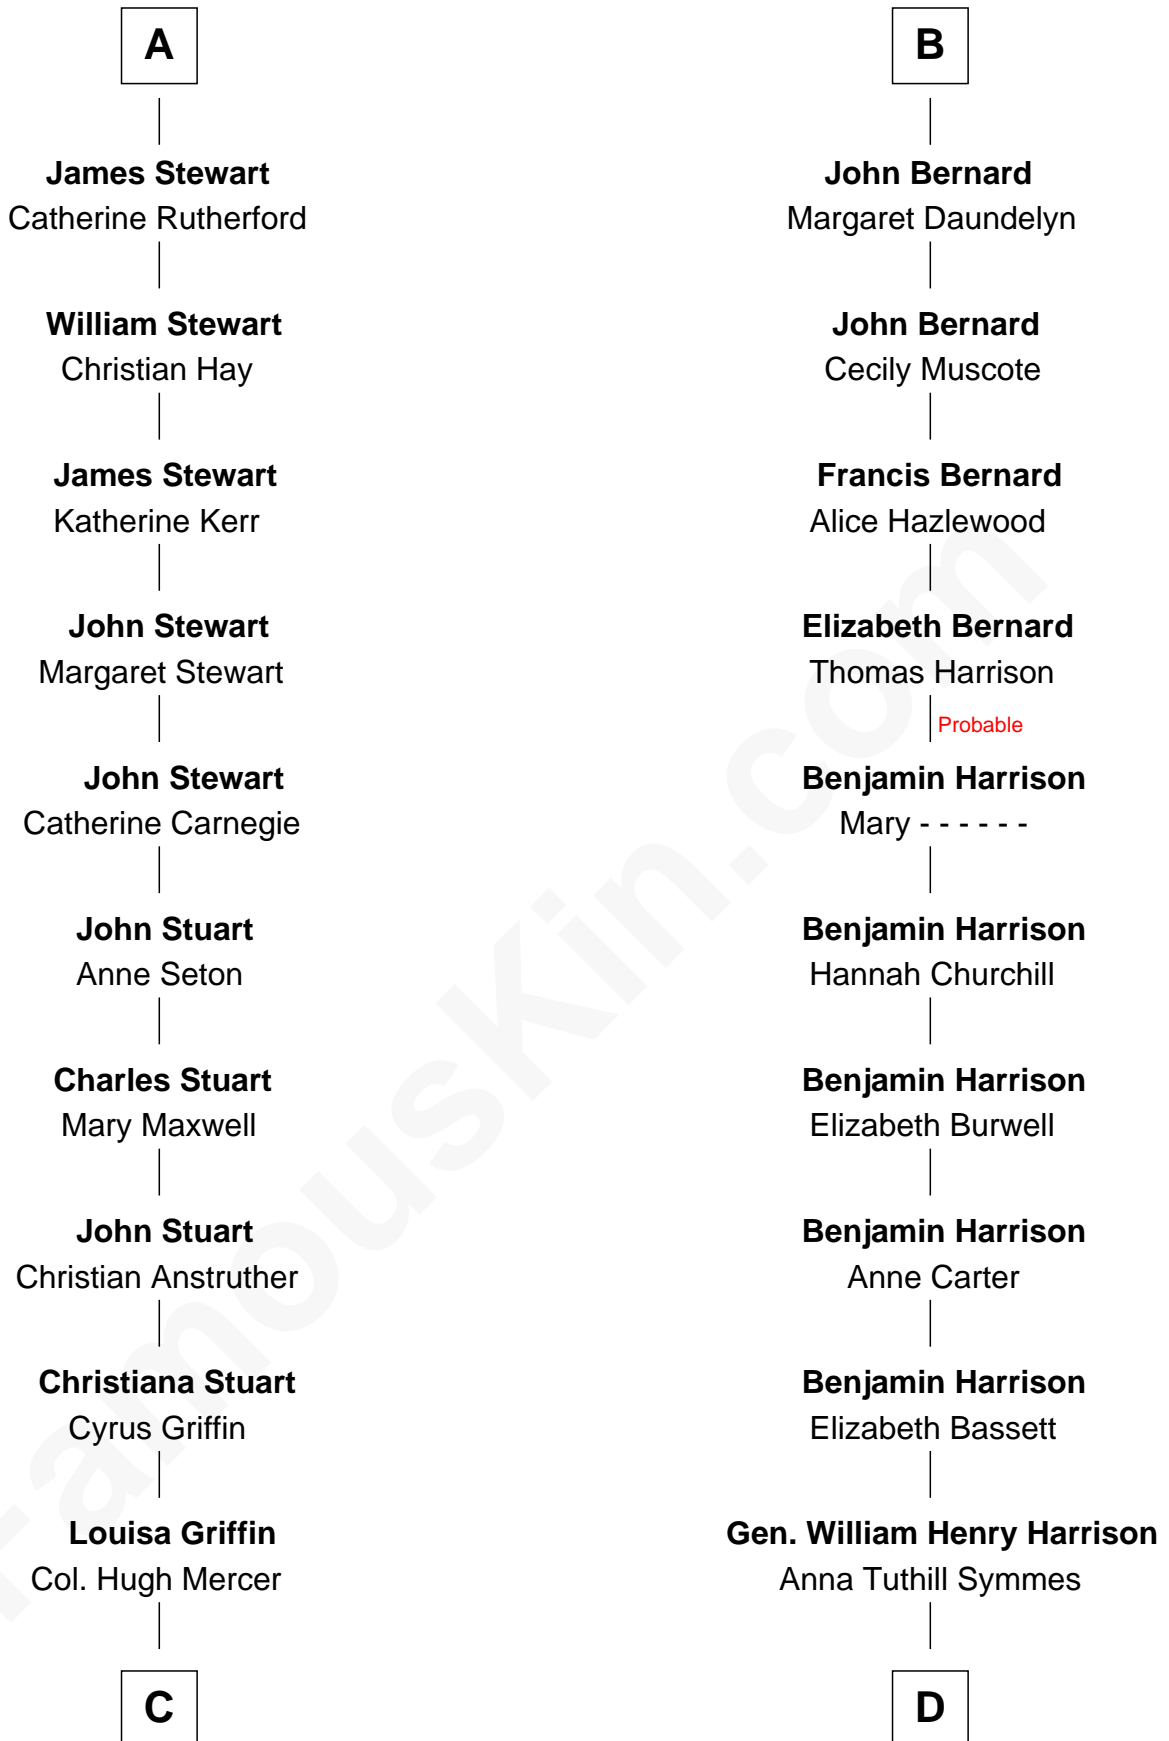 A
James Stewart
Catherine Rutherford
William Stewart
Christian Hay
James Stewart
Katherine Kerr
John Stewart
Margaret Stewart
John Stewart
Catherine Carnegie
John Stuart
Anne Seton
Charles Stuart
Mary Maxwell
John Stuart
Christian Anstruther
Christiana Stuart
Cyrus Griffin
Louisa Griffin
Col. Hugh Mercer
C
B
John Bernard
Margaret Daundelyn
John Bernard
Cecily Muscote
Francis Bernard
Alice Hazlewood
Elizabeth Bernard
Thomas Harrison
Probable
Benjamin Harrison
Mary - - - - - -
Benjamin Harrison
Hannah Churchill
Benjamin Harrison
Elizabeth Burwell
Benjamin Harrison
Anne Carter
Benjamin Harrison
Elizabeth Bassett
Gen. William Henry Harrison
Anna Tuthill Symmes
D
FamousKin.com